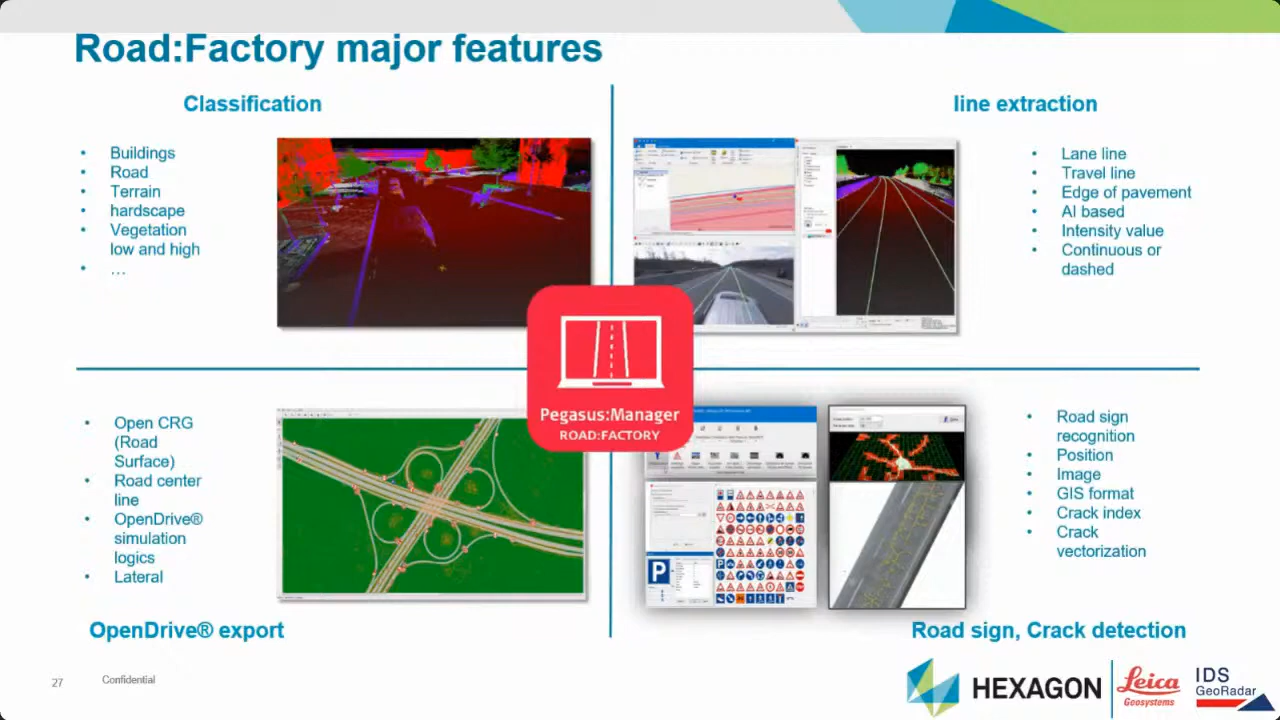 Road:Factory major features
Classification
• Buildings
• Road
• Terrain
• hardscape
• Vegetation
low and high
• ...
line extraction
• Lane line
• Travel line
• Edge of pavement
• AI based
• Intensity value
• Continuous or
dashed
Pegasus:Manager
ROAD:FACTORY
• Open CRG
(Road
Surface)
• Road center
line
• OpenDrive®
simulation
logics
• Lateral
OpenDrive® export
• Road sign
recognition
• Position
• Image
• GIS format
• Crack index
• Crack
vectorization
Road sign, Crack detection
P
27
Confidential
HEXAGON
Leica
Geosystems
IDS
GeoRadar